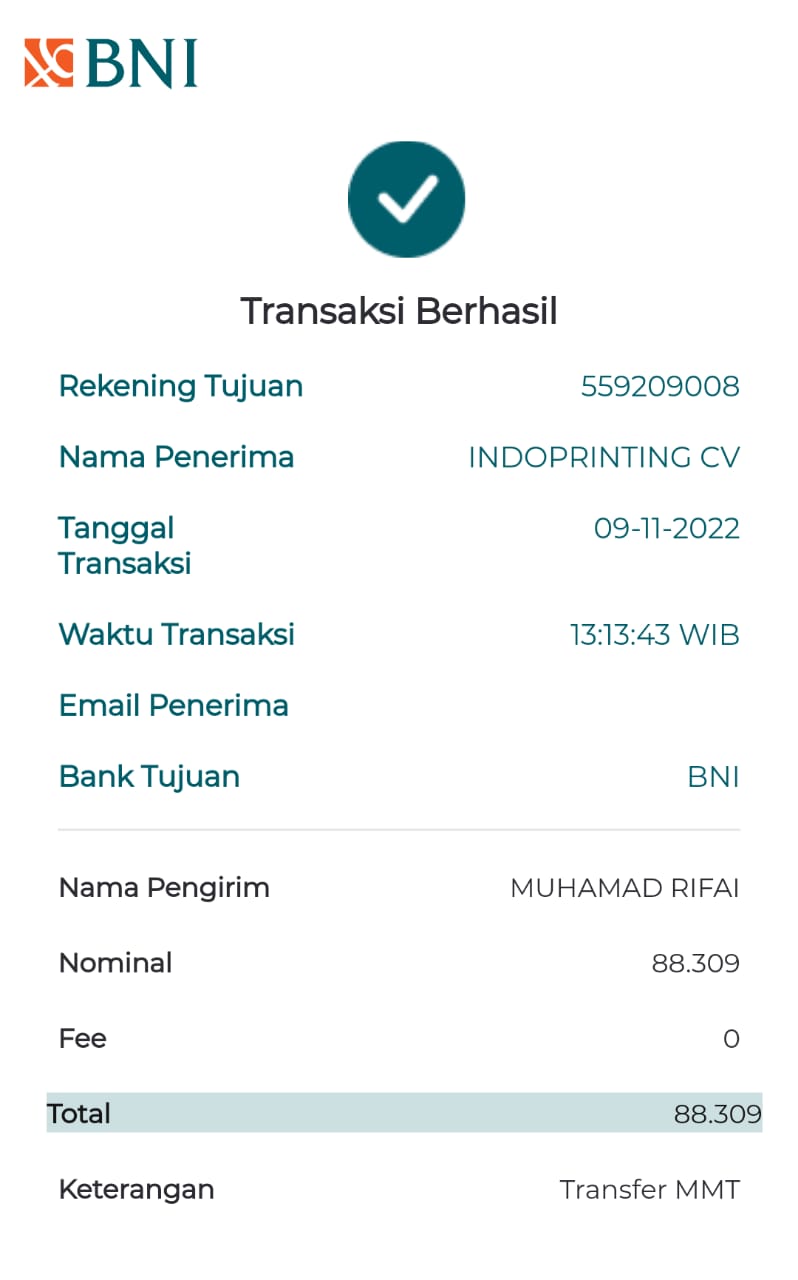 BNI
Transaksi Berhasil
Rekening Tujuan 559209008
Nama Penerima INDOPRINTING CV
Tanggal 09-11-2022
Transaksi
Waktu Transaksi 13:13:43 WIB
Email Penerima
Bank Tujuan BNI
Nama Pengirim MUHAMAD RIFAI
Nominal 88.309
Fee 0
Total 88.309
Keterangan Transfer MMT